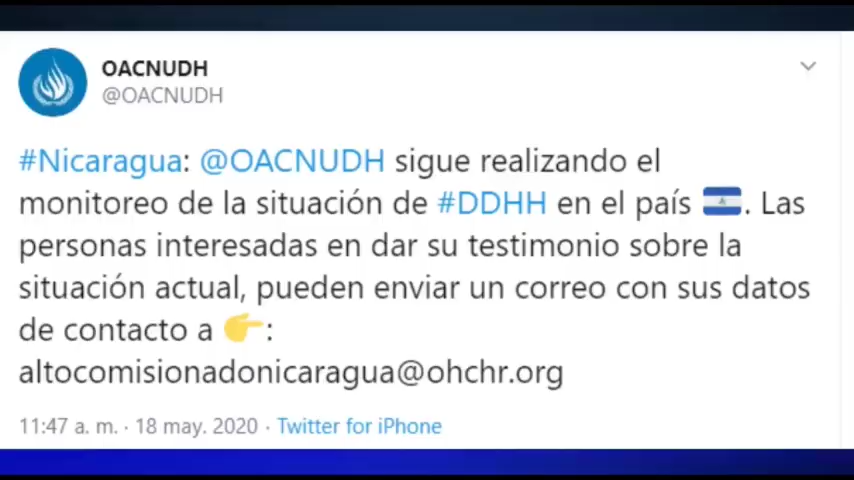 OACNUDH
@OACNUDH
#Nicaragua: @OACNUDH sigue realizando el
monitoreo de la situación de #DDHH en el país 🇳🇮. Las
personas interesadas en dar su testimonio sobre la
situación actual, pueden enviar un correo con sus datos
de contacto a 👉:
altocomisionadonicaragua@ohchr.org
11:47 a. m. · 18 may. 2020 · Twitter for iPhone